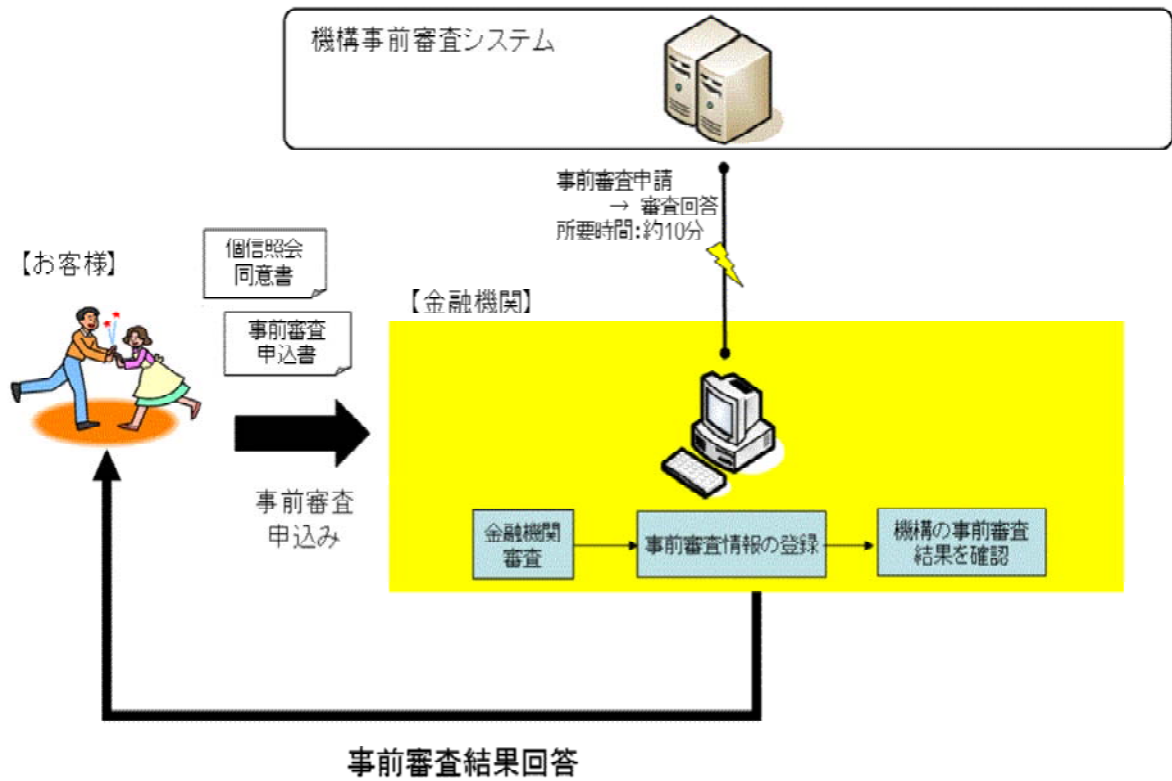 機構事前審査システム
事前審査申請
→ 審査回答
所要時間:約10分
【お客様】
個信照会
同意書
事前審査
申込書
【金融機関】
事前審査
申込み
金融機関
審査
事前審査情報の登録
機構の事前審査
結果を確認
事前審査結果回答